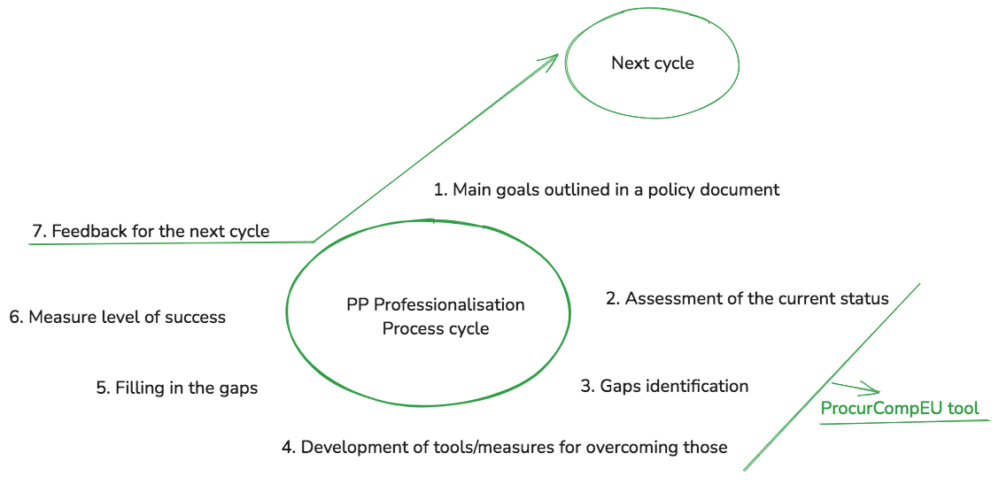 Next cycle
1. Main goals outlined in a policy document
7. Feedback for the next cycle
PP Professionalisation
Process cycle
2. Assessment of the current status
6. Measure level of success
5. Filling in the gaps
3. Gaps identification
ProcurCompEU tool
4. Development of tools/measures for overcoming those